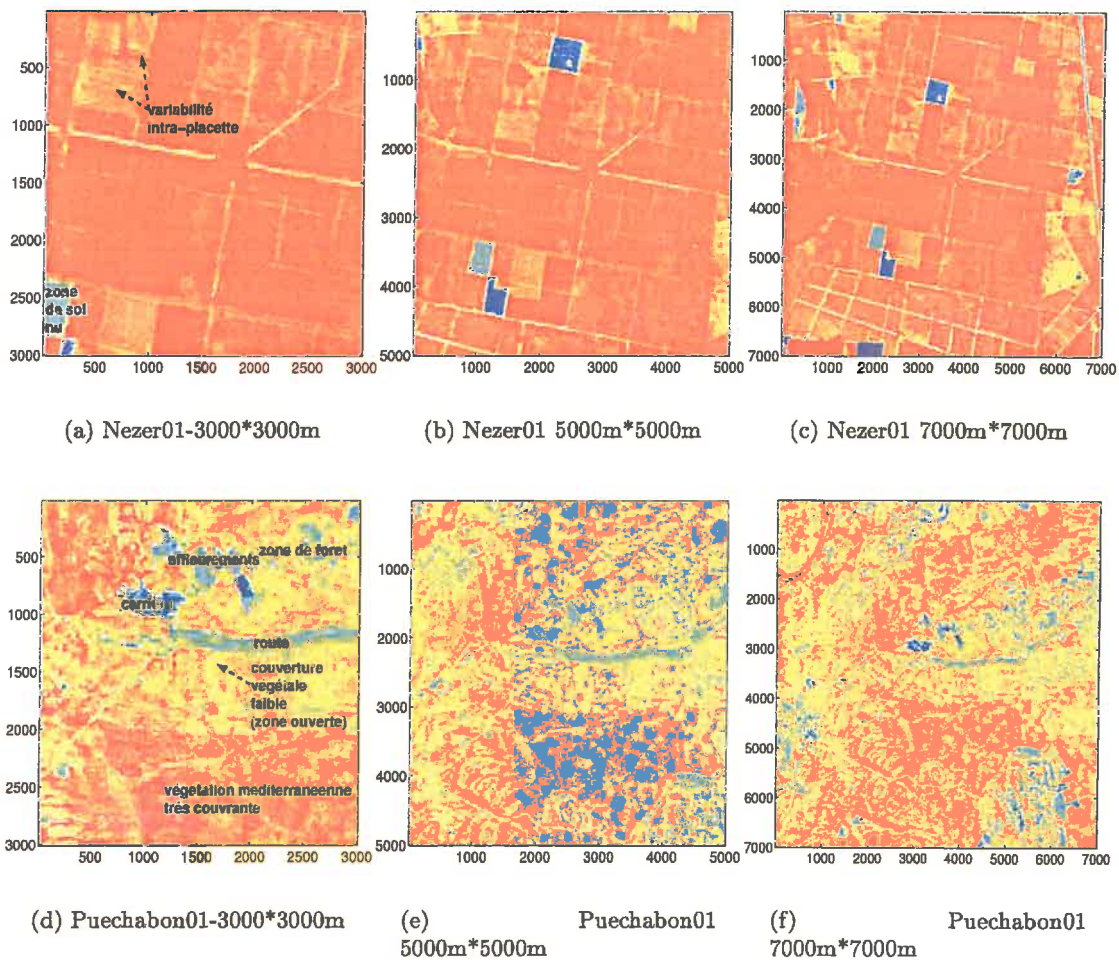 500
1000
1500
2000
2500
3000
variabilité
intra-placette
zone
de sol
nu
500 1000 1500 2000 2500 3000
0
1000
2000
3000
4000
5000
1000 2000 3000 4000 5000
0
1000
2000
3000
4000
5000
6000
7000
1000 2000 3000 4000 5000 6000 7000
(a) Nezer01-3000*3000m
(b) Nezer01 5000m*5000m
(c) Nezer01 7000m*7000m
0
500
1000
1500
2000
2500
3000
affleurements
zone de foret
route
couverture
végétale
faible
(zone ouverte)
végétation mediterraneenne
très couvrante
500 1000 1500 2000 2500 3000
0
1000
2000
3000
4000
5000
1000 2000 3000 4000 5000
0
1000
2000
3000
4000
5000
6000
7000
1000 2000 3000 4000 5000 6000 7000
(d) Puechabon01-3000*3000m
(e) Puechabon01
5000m*5000m
(f) Puechabon01
7000m*7000m